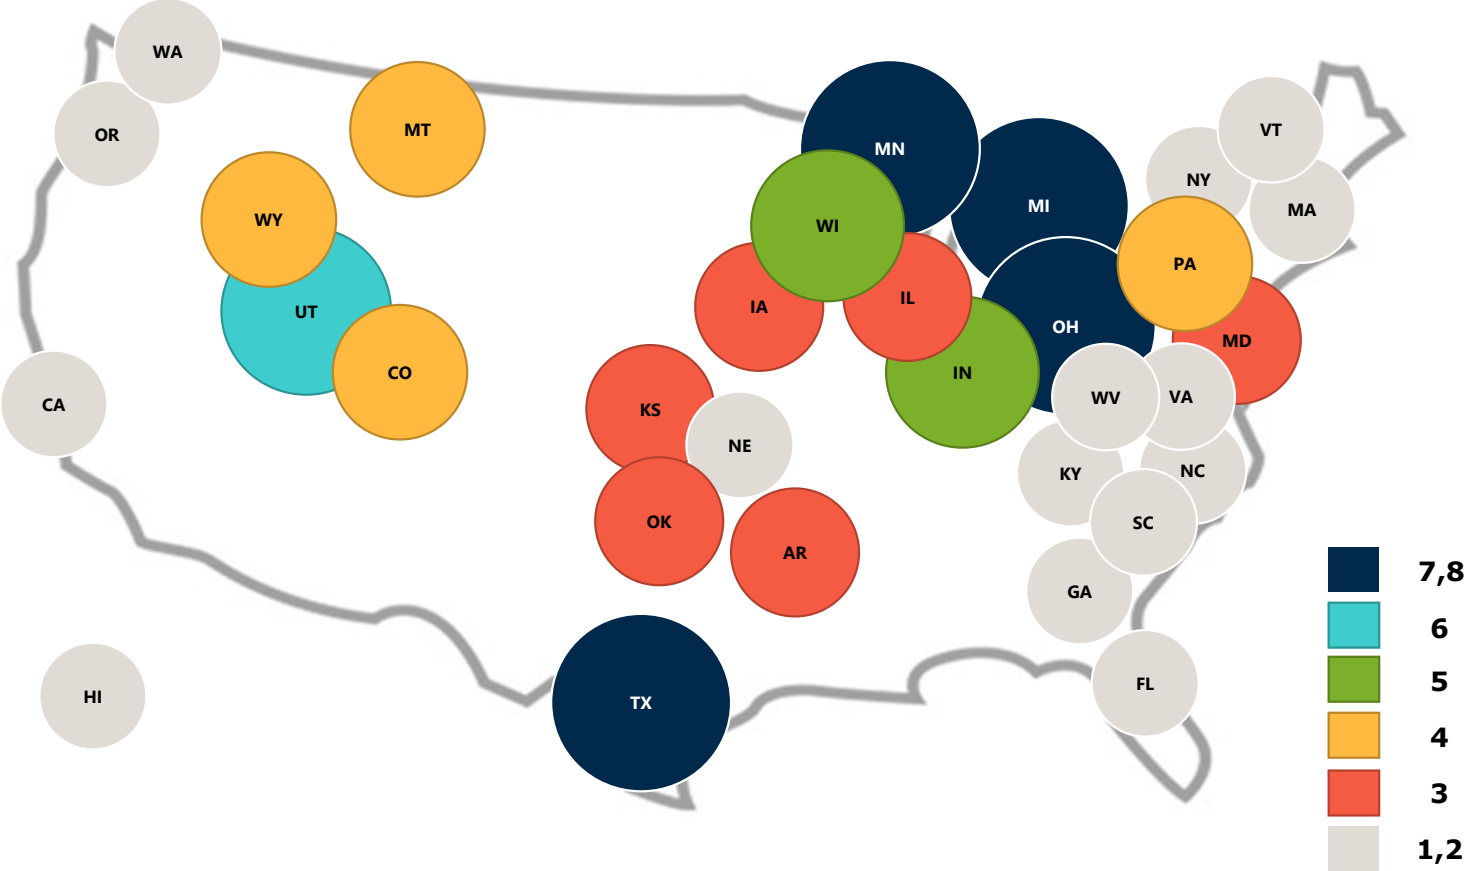 WA
OR
MT
WY
UT
CO
CA
HI
MN
MI
WI
IA
IL
IN
OH
KS
NE
OK
AR
TX
VT
NY
MA
PA
MD
WV
VA
KY
NC
SC
GA
FL
7,8
6
5
4
3
1,2